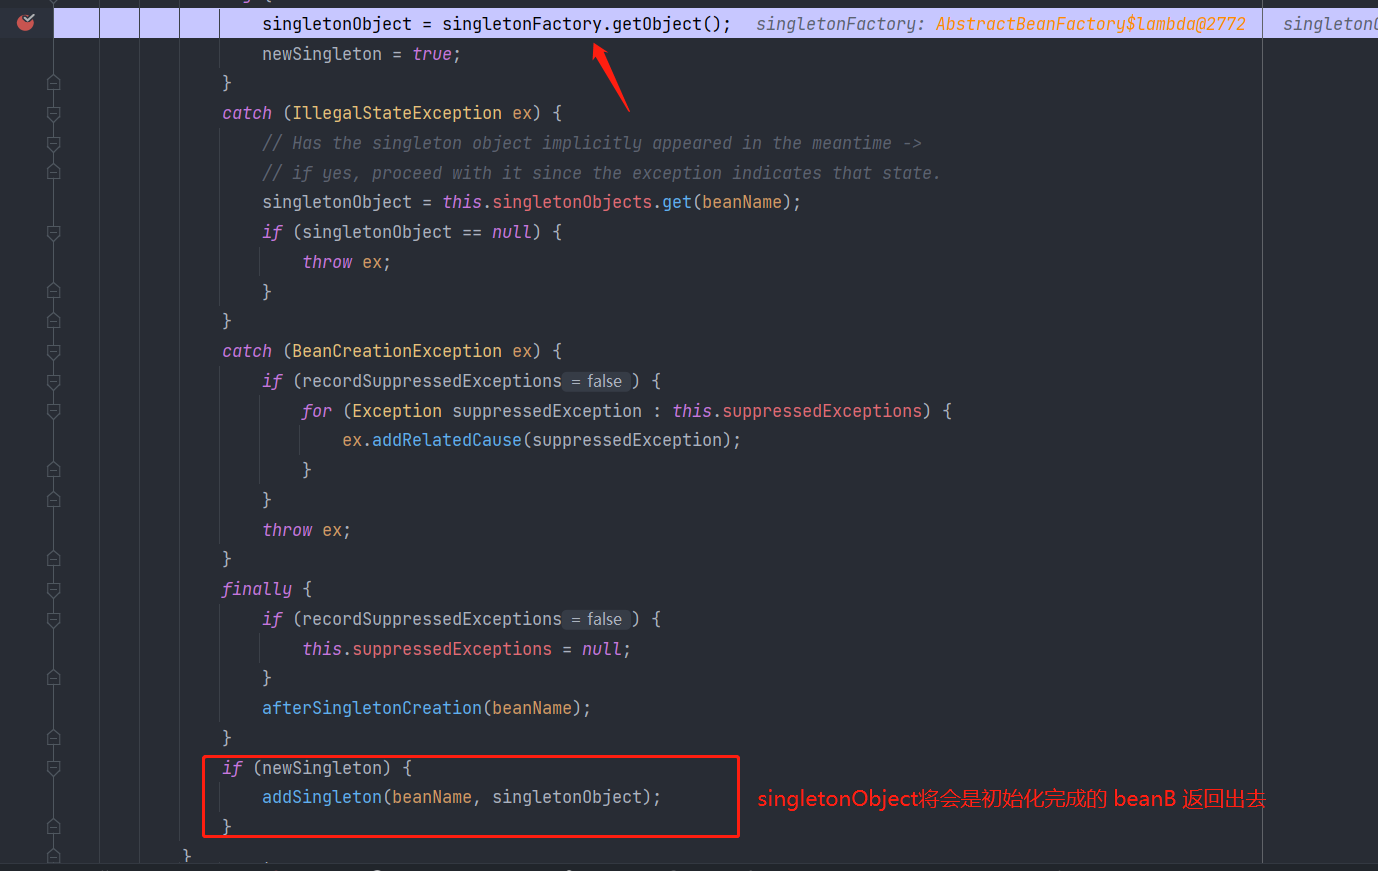 singletonObject = singletonFactory.getObject();   singletonFactory: AbstractBeanFactory$lambda@2772   singletonO
newSingleton = true;
}
catch (IllegalStateException ex) {
// Has the singleton object implicitly appeared in the meantime ->
// if yes, proceed with it since the exception indicates that state.
singletonObject = this.singletonObjects.get(beanName);
if (singletonObject == null) {
throw ex;
}
}
catch (BeanCreationException ex) {
if (recordSuppressedExceptions = false ) {
for (Exception suppressedException : this.suppressedExceptions) {
ex.addRelatedCause(suppressedException);
}
}
throw ex;
}
finally {
if (recordSuppressedExceptions = false ) {
this.suppressedExceptions = null;
}
afterSingletonCreation(beanName);
}
if (newSingleton) {
addSingleton(beanName, singletonObject);   singletonObject将会是初始化完成的 beanB 返回出去
}
}